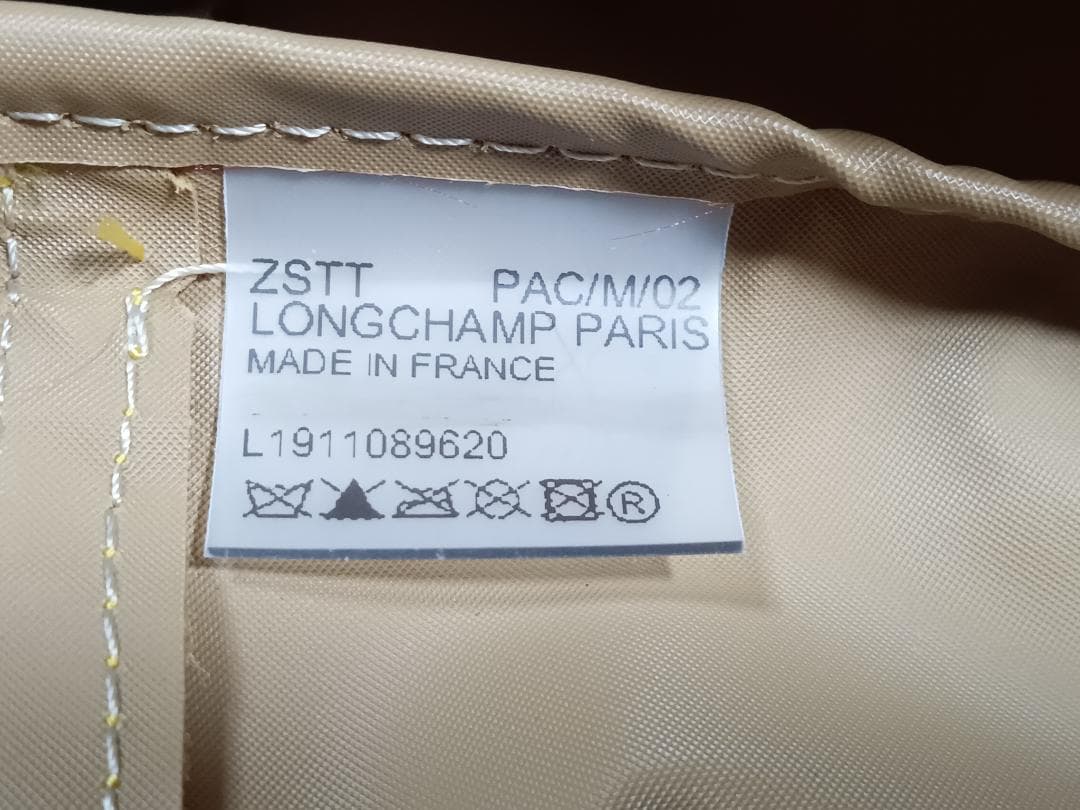 ZSTT PAC/M/02
LONGCHAMP PARIS
MADE IN FRANCE
L1911089620
®